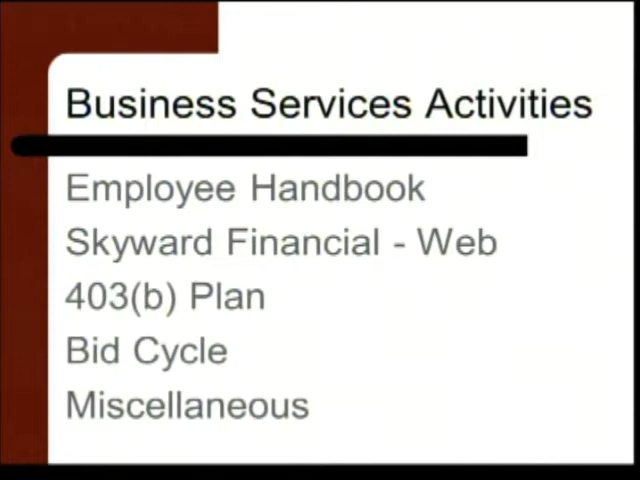 Business Services Activities
Employee Handbook
Skyward Financial - Web
403(b) Plan
Bid Cycle
Miscellaneous